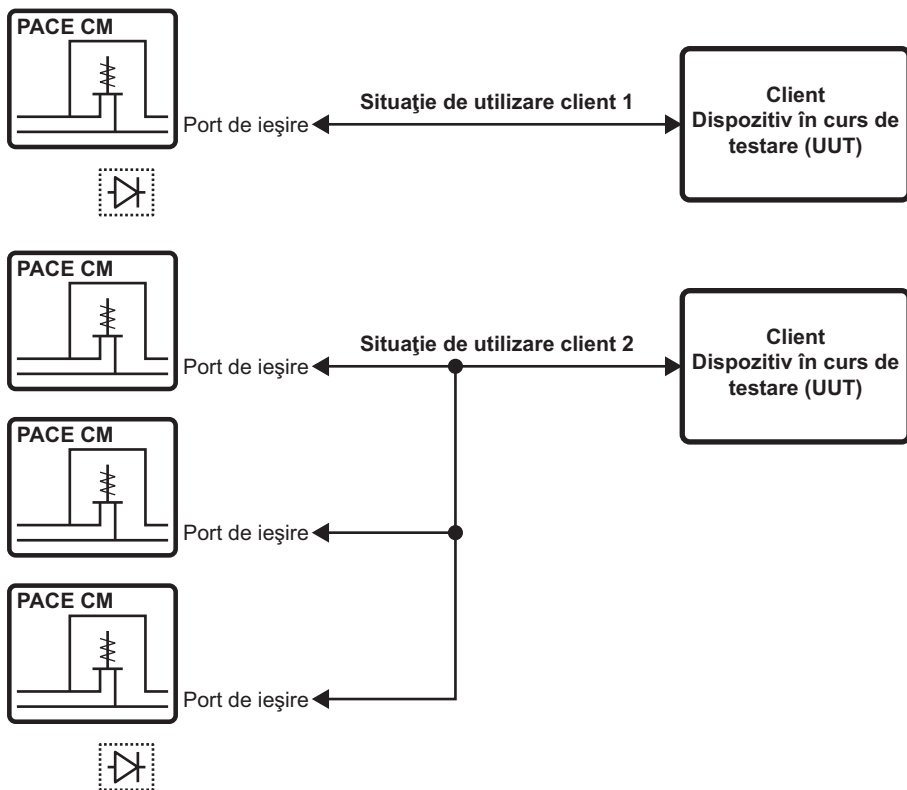 PACE CM
Port de ieşire
Situaţie de utilizare client 1
Client
Dispozitiv în curs de
testare (UUT)
PACE CM
Port de ieşire
Situaţie de utilizare client 2
Client
Dispozitiv în curs de
testare (UUT)
PACE CM
Port de ieşire
PACE CM
Port de ieşire